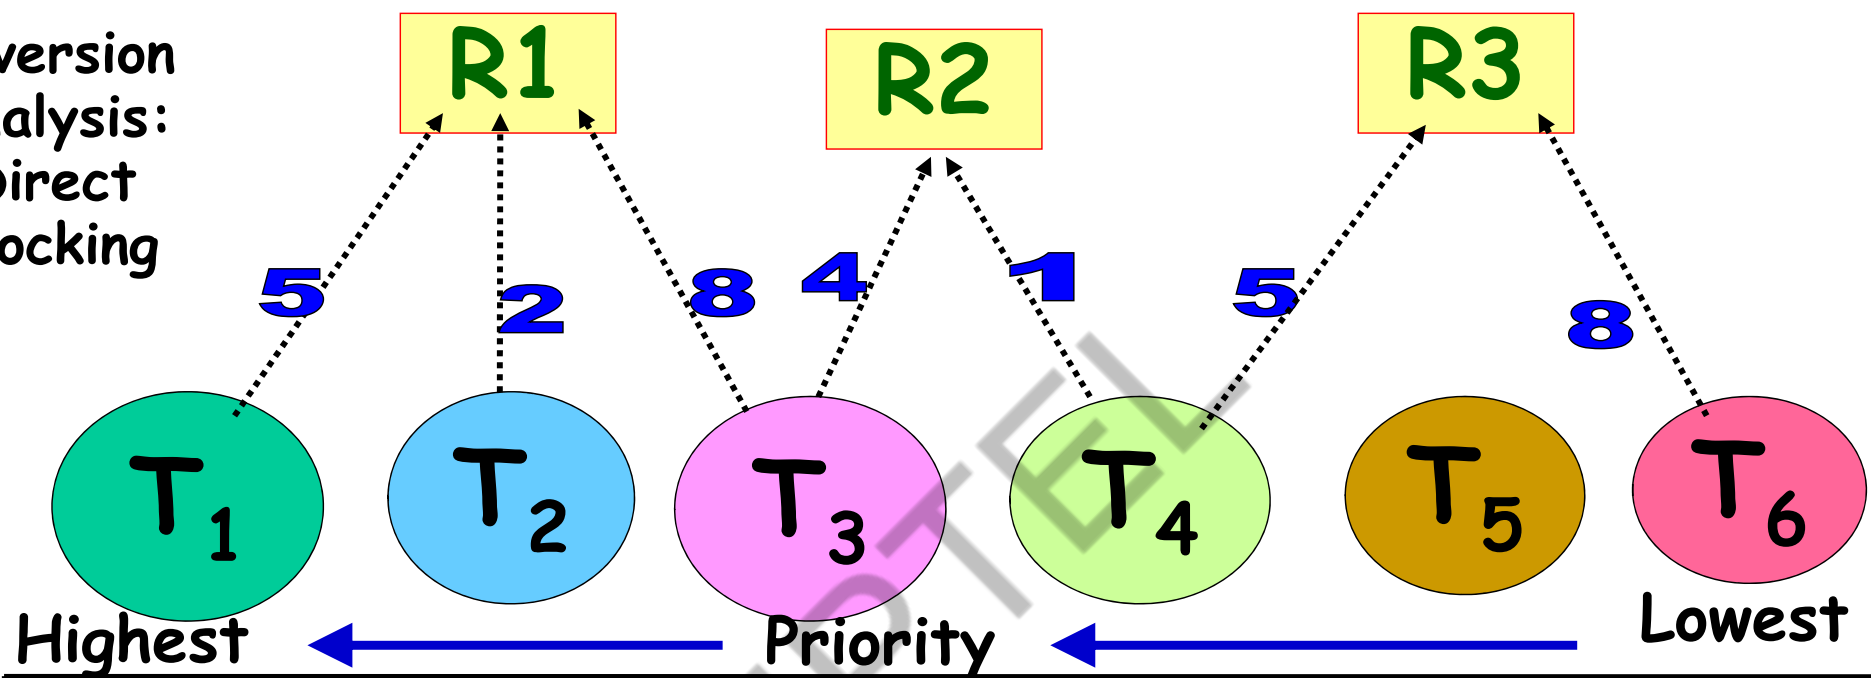 version
alysis:
irect
ocking
R1
R2
R3
5
2
8
4
1
5
8
T1
T2
T3
T4
T5
T6
Highest
Priority
Lowest
PTEL